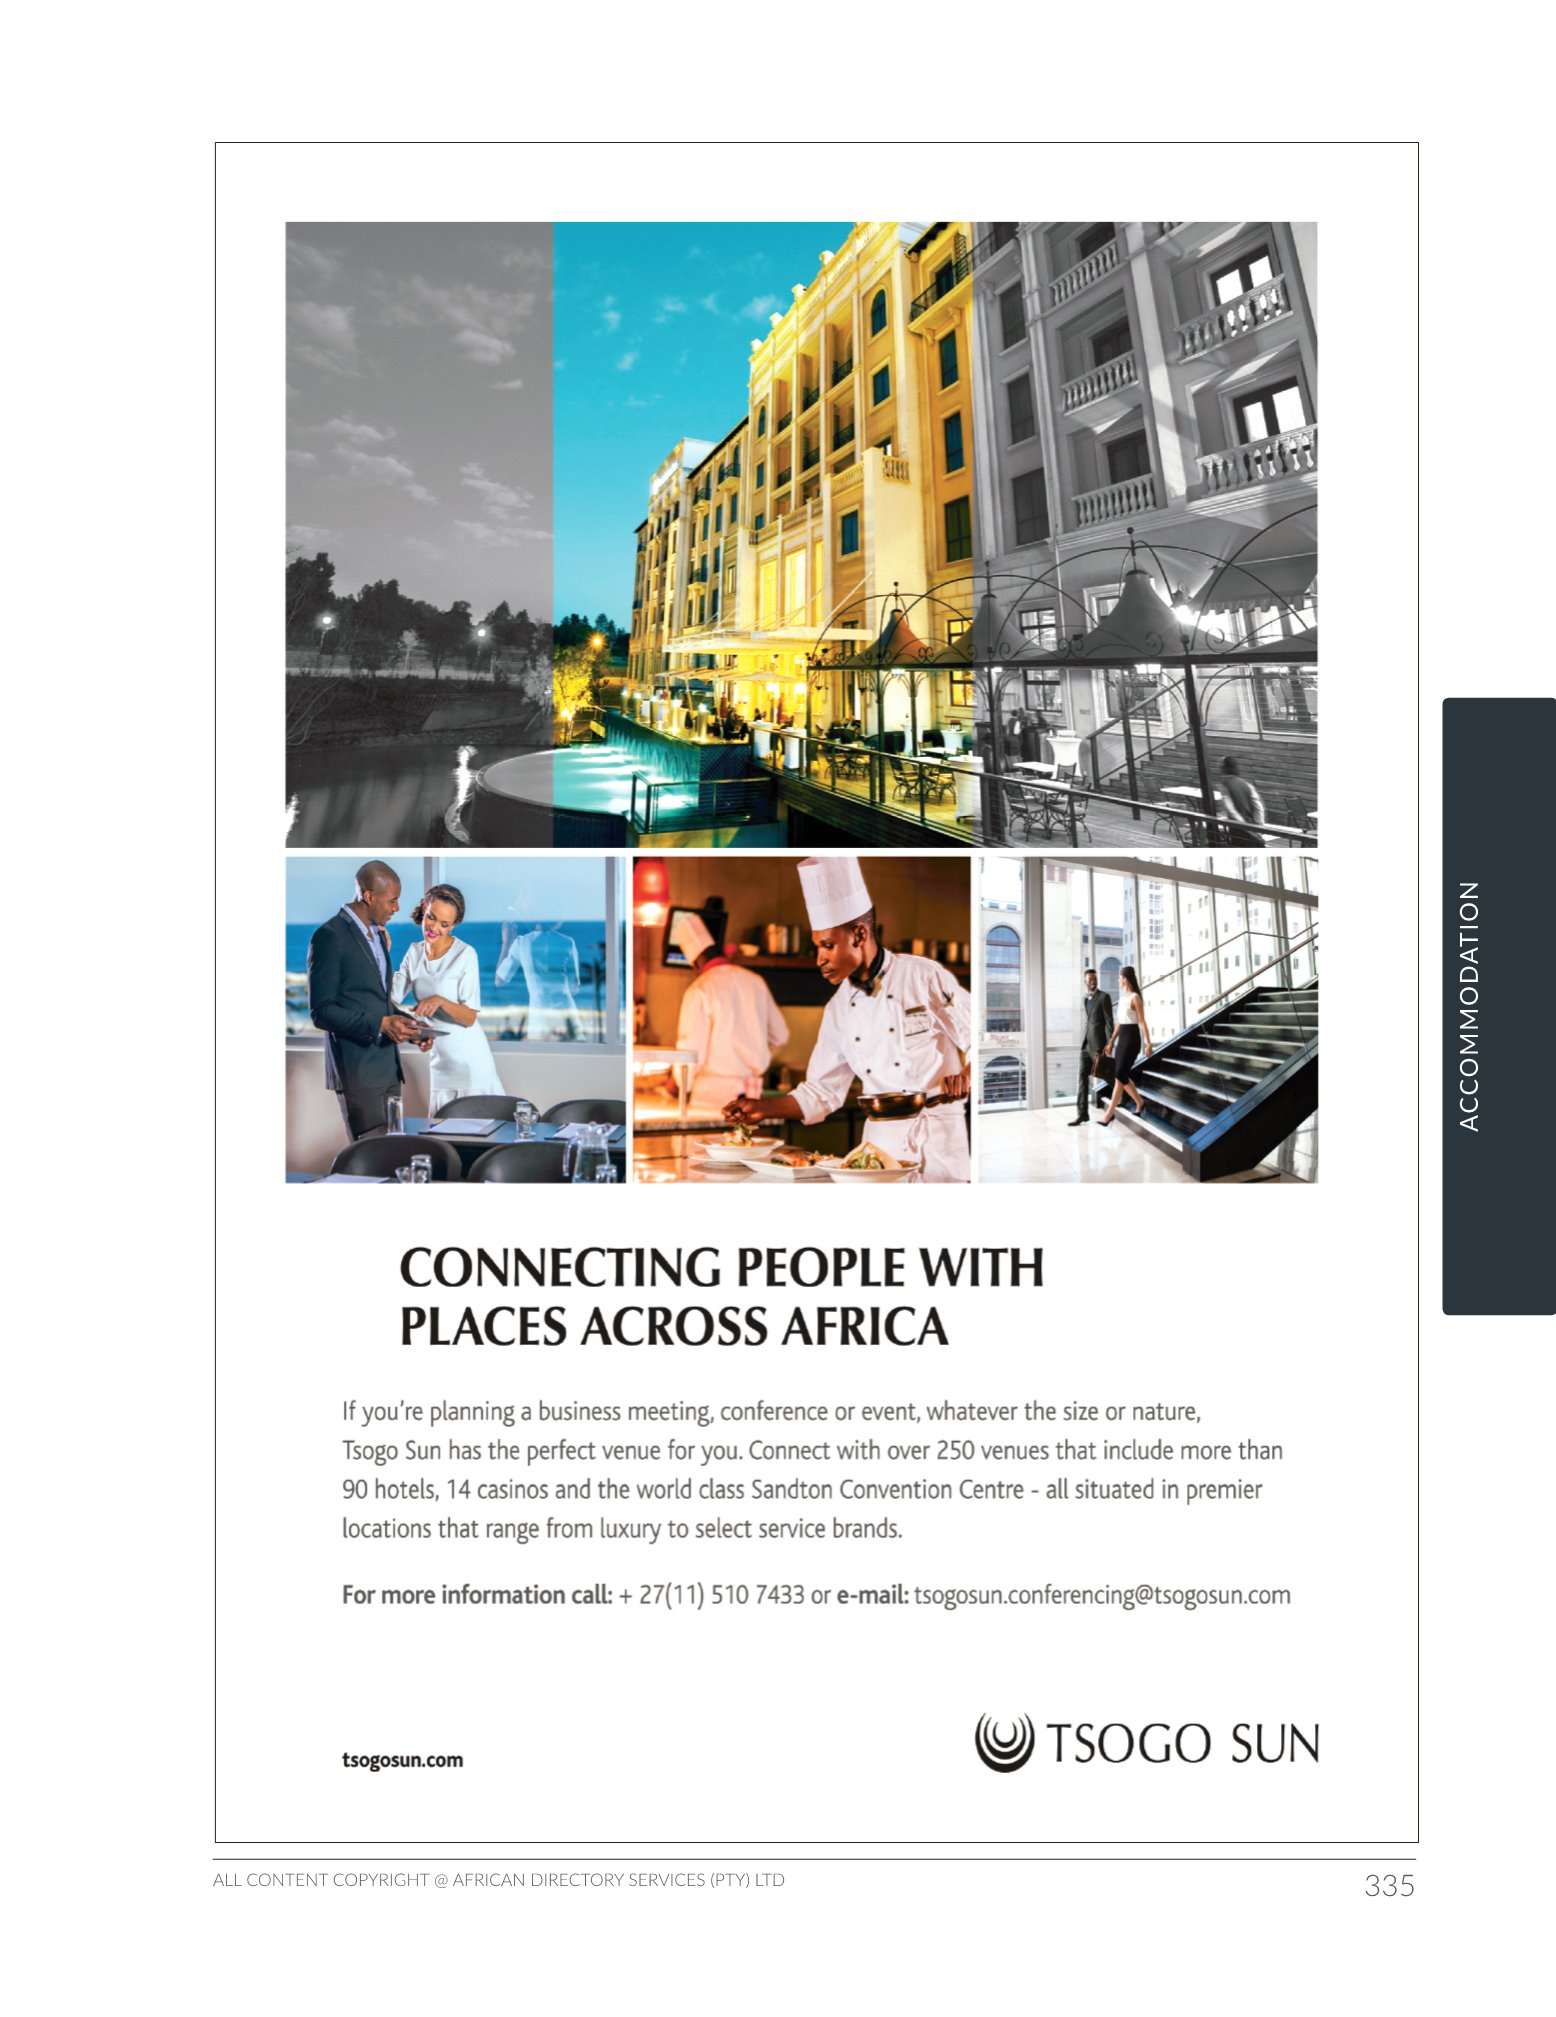 CONNECTING PEOPLE WITH
PLACES ACROSS AFRICA
If you're planning a business meeting, conference or event, whatever the size or nature,
Tsogo Sun has the perfect venue for you. Connect with over 250 venues that include more than
90 hotels, 14 casinos and the world class Sandton Convention Centre - all situated in premier
locations that range from luxury to select service brands.
For more information call: + 27(11) 510 7433 or e-mail: tsogosun.conferencing@tsogosun.com
tsogosun.com
TSOGO SUN
ACCOMMODATION
ALL CONTENT COPYRIGHT @ AFRICAN DIRECTORY SERVICES (PTY) LTD
335